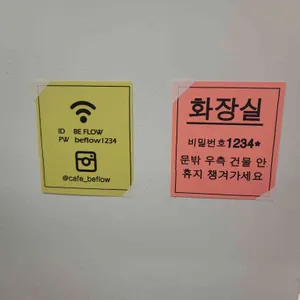 ID BE FLOW
PW beflow1234
@cafe_beflow
화장실
비밀번호1234*
문밖 우측 건물 안
휴지 챙겨가세요